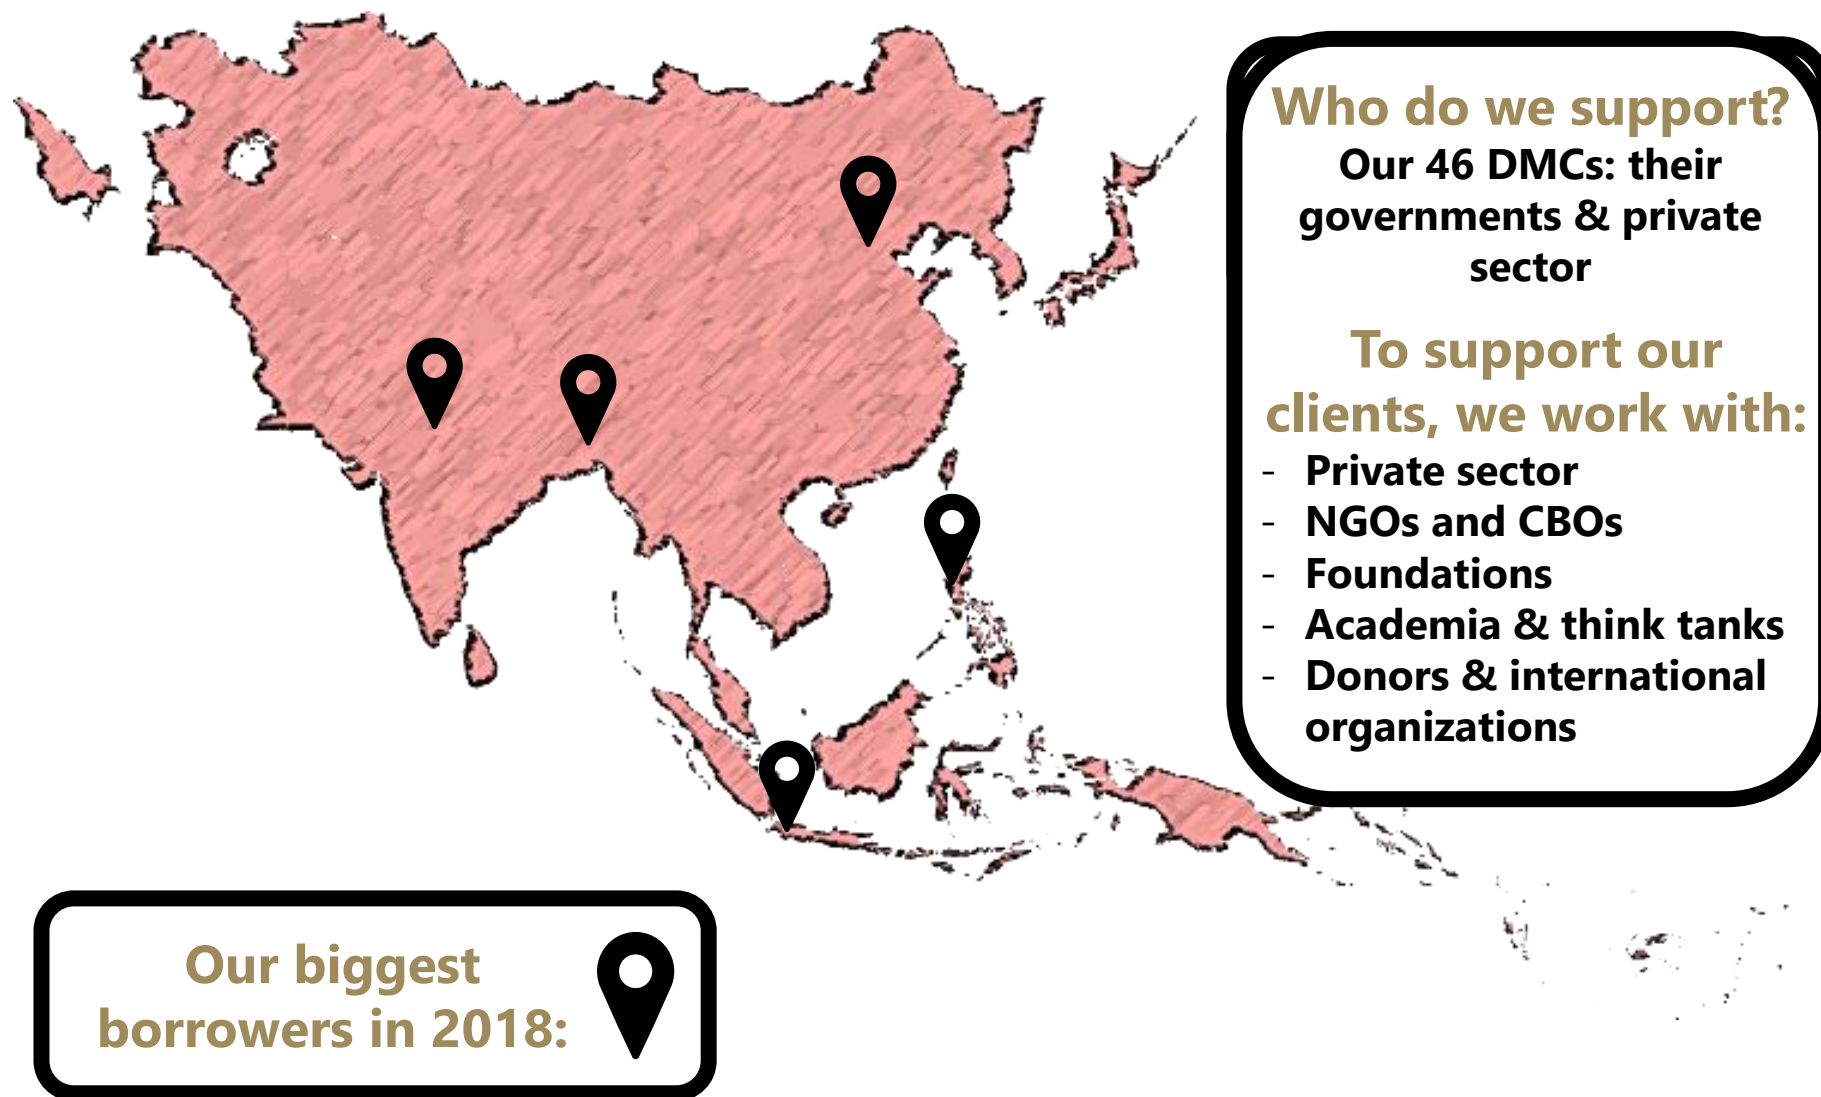 Who do we support?
Our 46 DMCs: their
governments & private
sector
To support our
clients, we work with:
- Private sector
- NGOs and CBOs
- Foundations
- Academia & think tanks
- Donors & international
organizations
Our biggest
borrowers in 2018: